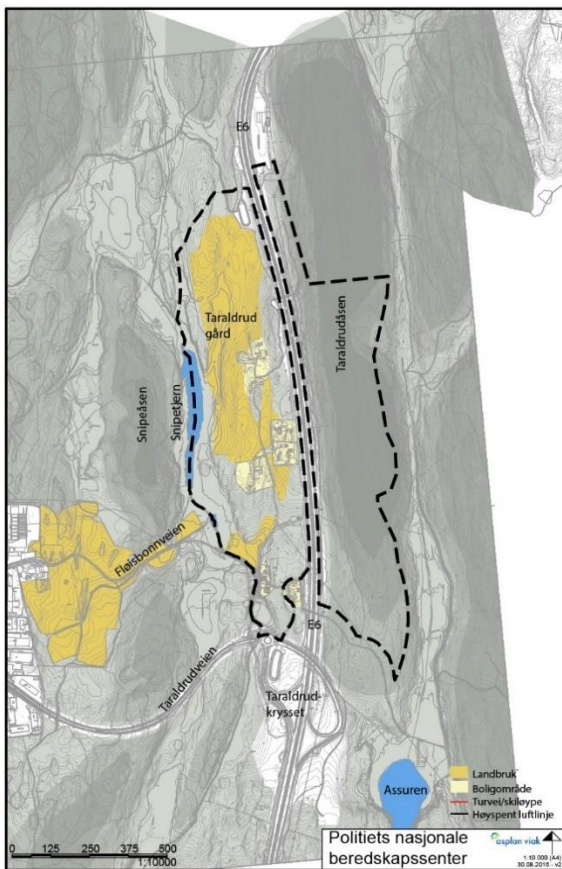 E6
Taraldrud
gård
Taraldrudåsen
Snipetjern
Snipeåsen
Fløisbonnveien
E6
Taraldrudveien
Taraldrud-
krysset
Assuren
Landbruk
Boligområde
Turvei/skiløype
Høyspent luftlinje
0 125 250 375 500
1:10000
Politiets nasjonale
beredskapssenter
asplan viak
1:10 000 (A4)